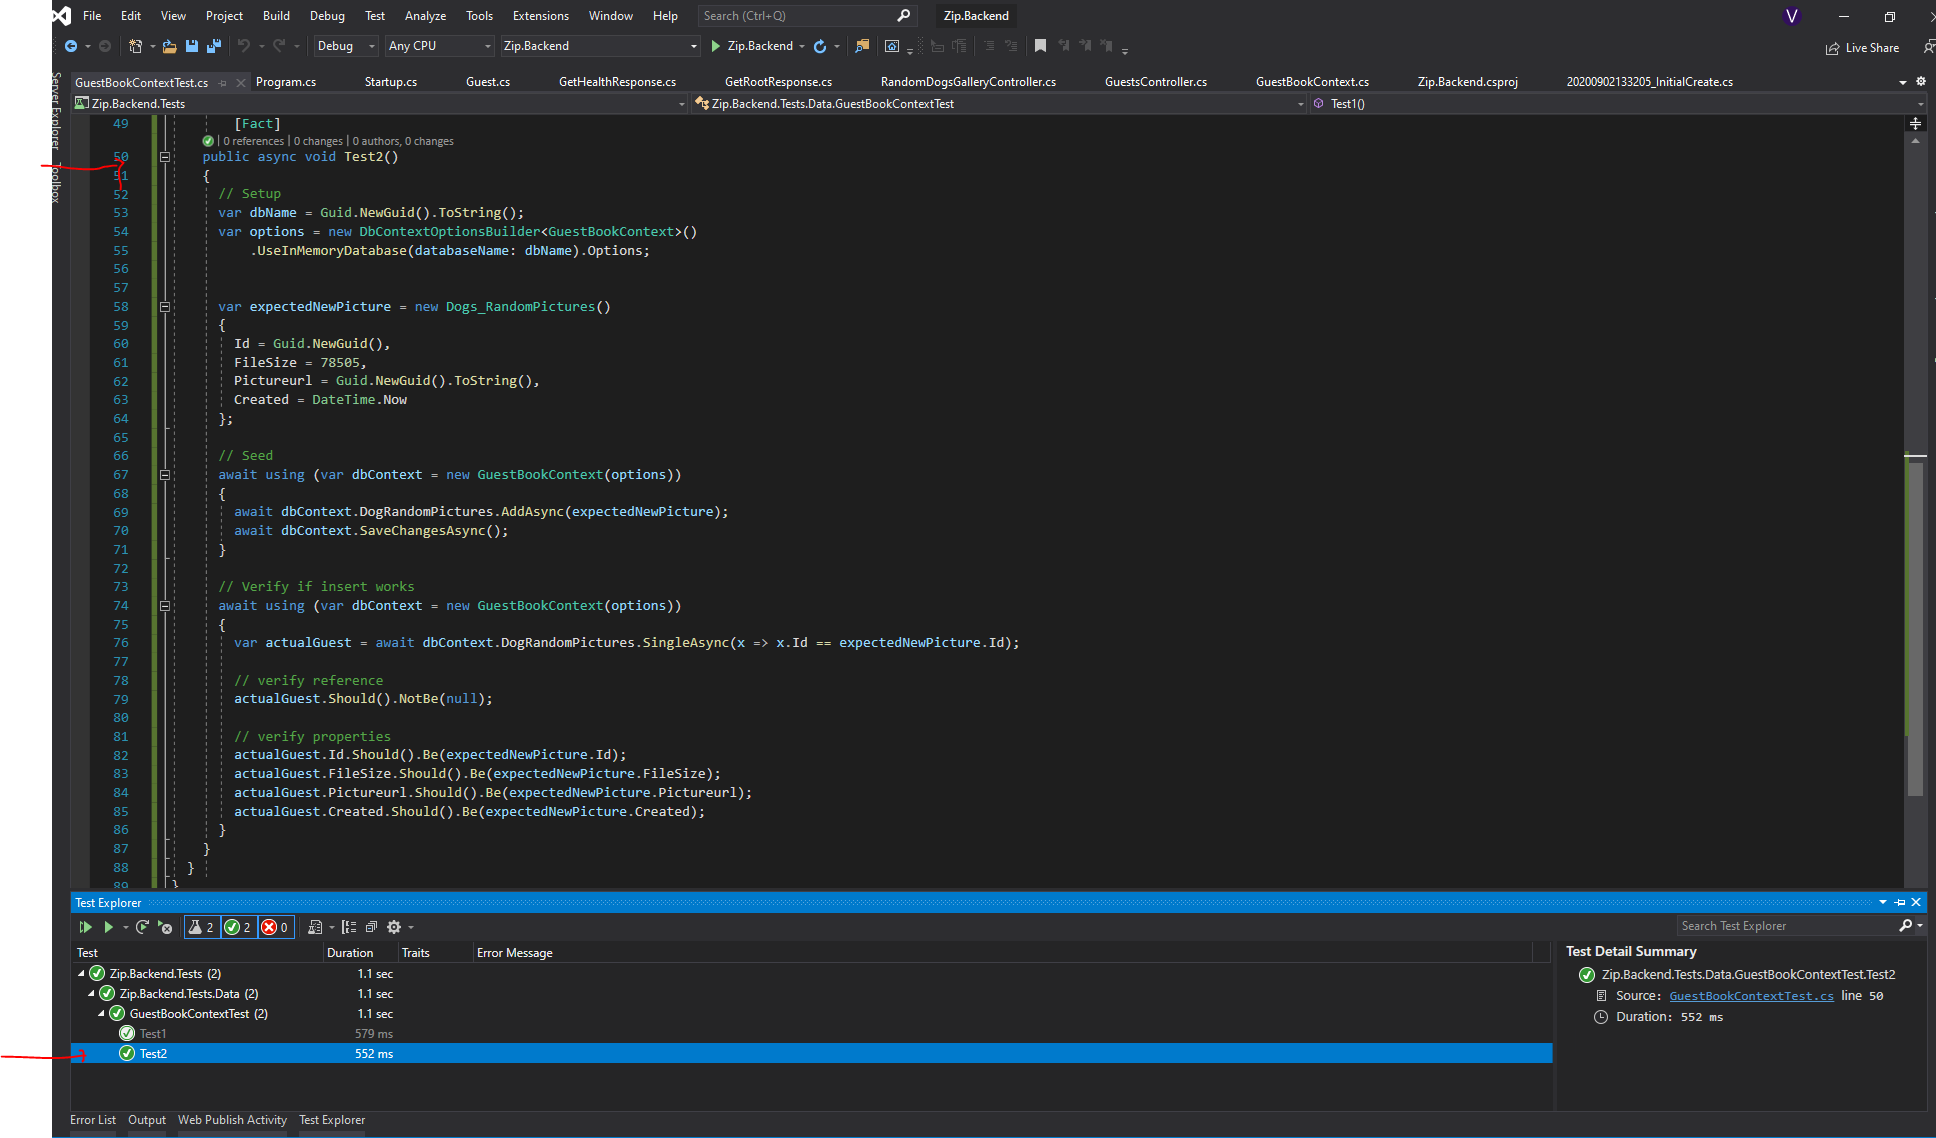 File Edit View Project Build Debug Test Analyze Tools Extensions Window Help Search (Ctrl+Q) Zip.Backend V
Debug Any CPU Zip.Backend Zip.Backend Live Share
GuestBookContextTest.cs Program.cs Startup.cs Guest.cs GetHealthResponse.cs GetRootResponse.cs RandomDogsGalleryController.cs GuestsController.cs GuestBookContext.cs Zip.Backend.csproj 20200902133205_InitialCreate.cs
Zip.Backend.Tests Zip.Backend.Tests.Data.GuestBookContextTest Test1()
Server Explorer
Toolbox
49 [Fact]
| 0 references | 0 changes | 0 authors, 0 changes
50 public async void Test2()
51 {
52 // Setup
53 var dbName = Guid.NewGuid().ToString();
54 var options = new DbContextOptionsBuilder<GuestBookContext>()
55 .UseInMemoryDatabase(databaseName: dbName).Options;
56
57
58 var expectedNewPicture = new Dogs_RandomPictures()
59 {
60 Id = Guid.NewGuid(),
61 FileSize = 78505,
62 Pictureurl = Guid.NewGuid().ToString(),
63 Created = DateTime.Now
64 };
65
66 // Seed
67 await using (var dbContext = new GuestBookContext(options))
68 {
69 await dbContext.DogRandomPictures.AddAsync(expectedNewPicture);
70 await dbContext.SaveChangesAsync();
71 }
72
73 // Verify if insert works
74 await using (var dbContext = new GuestBookContext(options))
75 {
76 var actualGuest = await dbContext.DogRandomPictures.SingleAsync(x => x.Id == expectedNewPicture.Id);
77
78 // verify reference
79 actualGuest.Should().NotBe(null);
80
81 // verify properties
82 actualGuest.Id.Should().Be(expectedNewPicture.Id);
83 actualGuest.FileSize.Should().Be(expectedNewPicture.FileSize);
84 actualGuest.Pictureurl.Should().Be(expectedNewPicture.Pictureurl);
85 actualGuest.Created.Should().Be(expectedNewPicture.Created);
86 }
87 }
88 }
89 }
Test Explorer
2 2 0 Search Test Explorer
Test Duration Traits Error Message
Zip.Backend.Tests (2) 1.1 sec
Zip.Backend.Tests.Data (2) 1.1 sec
GuestBookContextTest (2) 1.1 sec
Test1 579 ms
Test2 552 ms
Test Detail Summary
Zip.Backend.Tests.Data.GuestBookContextTest.Test2
Source: GuestBookContextTest.cs line 50
Duration: 552 ms
Error List Output Web Publish Activity Test Explorer